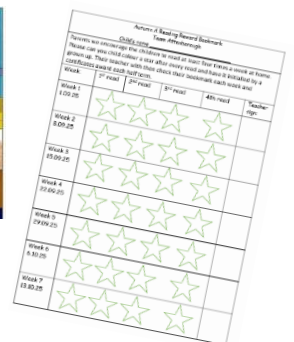 Autumn 1 Reading Reward Bookmark
Team Attenborough
Child's name
Parents we encourage the children to read at least four times a week at home.
Please can you child colour a star after every read and have it initialled by a
grown up. Their teacher with then check their bookmark each week and
certificates award each half term.
Week 1st read 2nd read 3rd read 4th read Teacher sign
Week 1
1.09.25
Week 2
8.09.25
Week 3
15.09.25
Week 4
22.09.25
Week 5
29.09.25
Week 6
6.10.25
Week 7
13.10.25